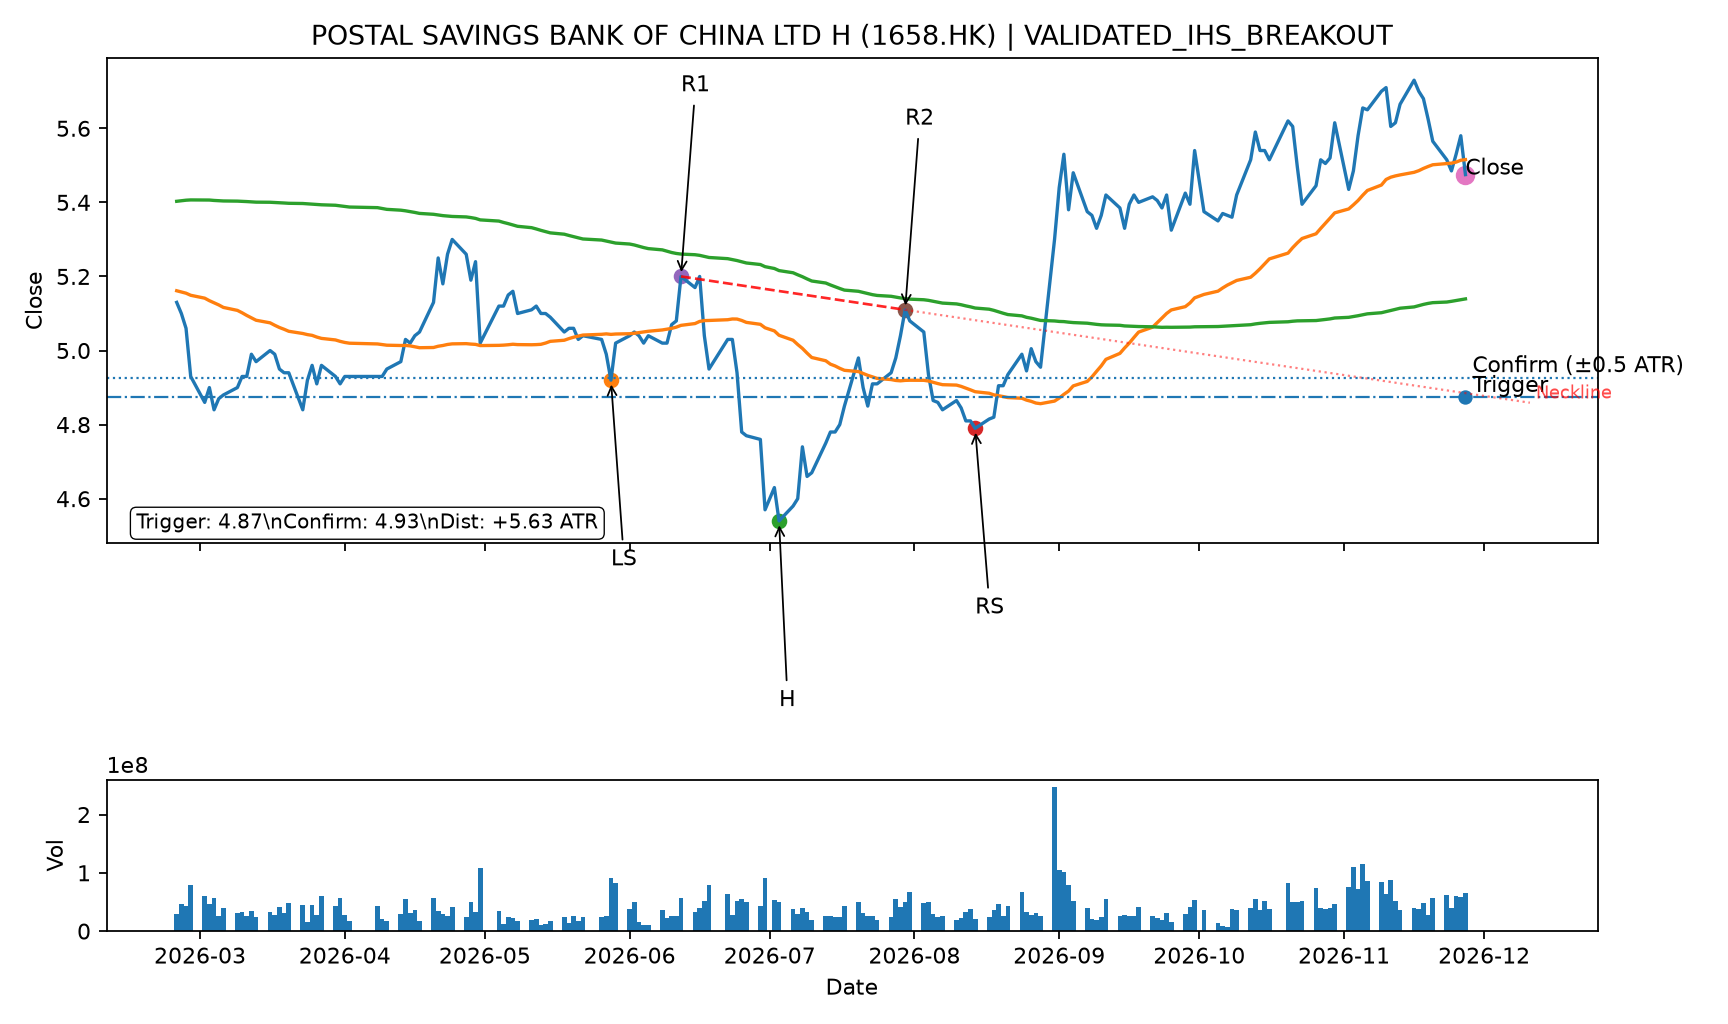 POSTAL SAVINGS BANK OF CHINA LTD H (1658.HK) | VALIDATED_IHS_BREAKOUT
R1
R2
5.6
5.4
5.2
5.0
4.8
4.6
Close
Close
Confirm (±0.5 ATR)
Trigger
Neckline
Trigger: 4.87\nConfirm: 4.93\nDist: +5.63 ATR
LS
RS
H
1e8
2
1
0
Vol
2026-03 2026-04 2026-05 2026-06 2026-07 2026-08 2026-09 2026-10 2026-11 2026-12
Date